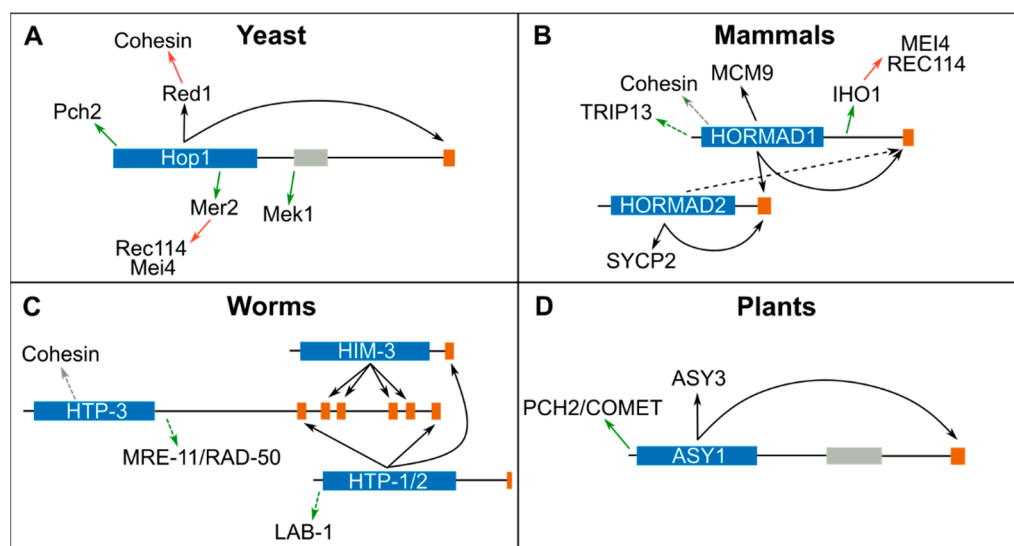 A
Yeast
Cohesin
Red1
Pch2
Hop1
Mer2
Mek1
Rec114
Mei4
B
Mammals
MEI4
REC114
Cohesin
MCM9
IHO1
TRIP13
HORMAD1
HORMAD2
SYCP2
C
Worms
HIM-3
Cohesin
HTP-3
MRE-11/RAD-50
HTP-1/2
LAB-1
D
Plants
ASY3
PCH2/COMET
ASY1